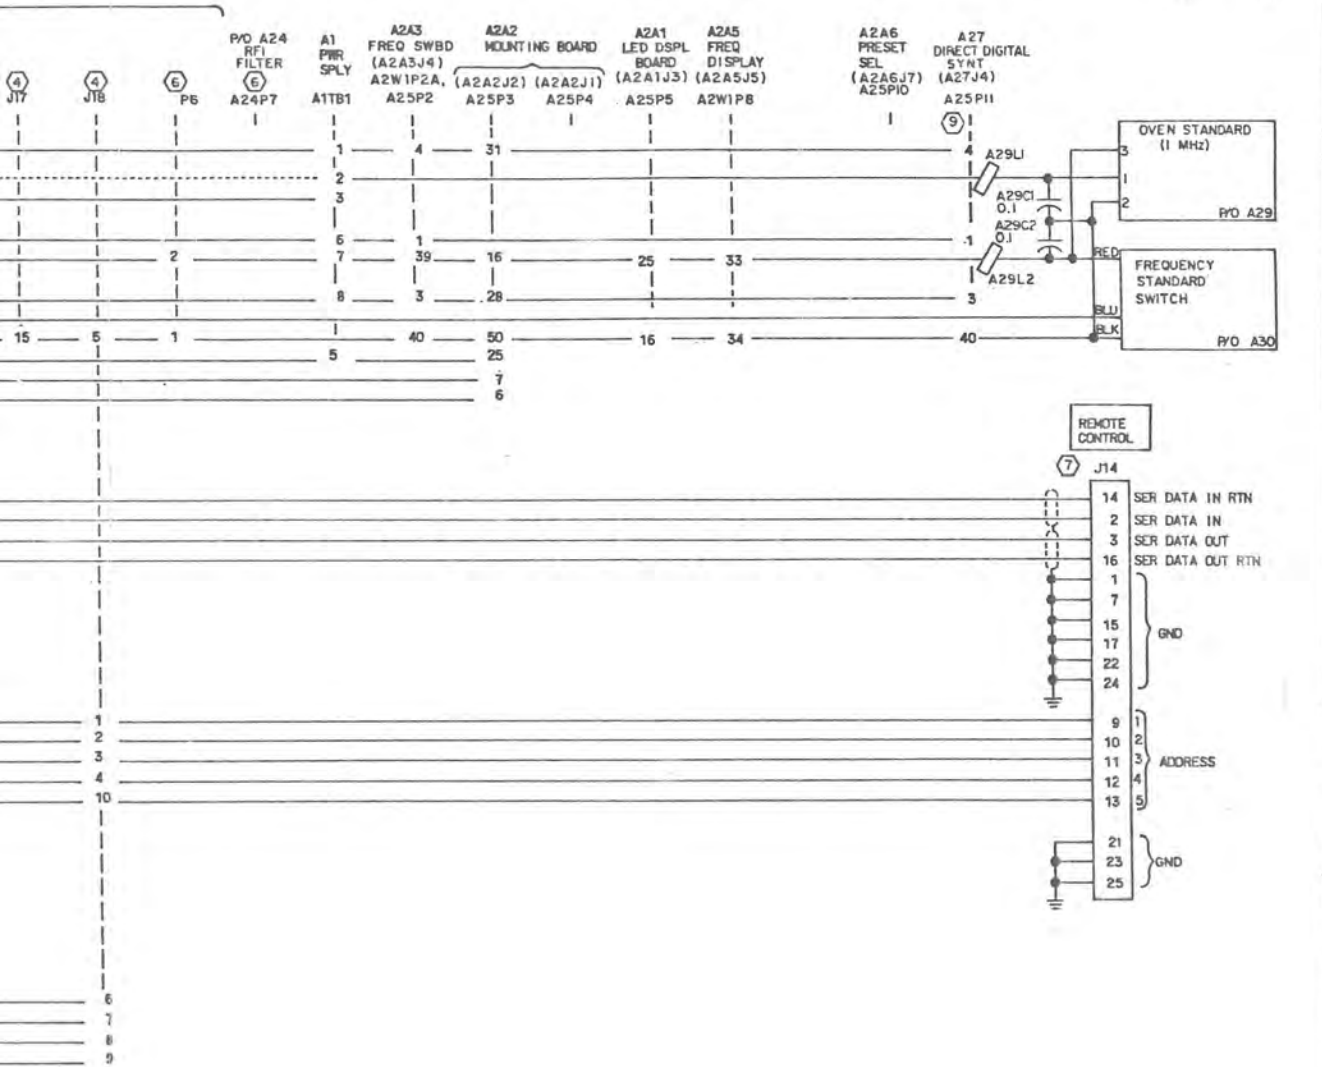 4
J17
4
J18
6
P6
P/O A24
RFI
FILTER
6
A24P7
A1
PWR
SPLY
A1TB1
A2A3
FREQ SWBD
(A2A3J4)
A2W1P2A,
A25P2
A2A2
MOUNTING BOARD
(A2A2J2) (A2A2J1)
A25P3 A25P4
A2A1
LED DSPL
BOARD
(A2A1J3)
A25P5
A2A5
FREQ
DISPLAY
(A2A5J5)
A2W1P8
A2A6
PRESET
SEL
(A2A6J7)
A25P10
A27
DIRECT DIGITAL
SYNT
(A27J4)
A25P11
9
1 4 31 4
2
3
6 1 1
2 7 39 16 25 33
8 3 28 3
15 5 1 40 50 16 34 40
5 25
7
6
A29L1
A29C1
0.1
A29C2
0.1
A29L2
OVEN STANDARD
(1 MHz)
3
1
2
P/O A29
RED
BLU
BLK
FREQUENCY
STANDARD
SWITCH
P/O A30
REMOTE
CONTROL
7
J14
14 SER DATA IN RTN
2 SER DATA IN
3 SER DATA OUT
16 SER DATA OUT RTN
1
7
15
17
22
24
GND
1 9 1
2 10 2
3 11 3
4 12 4
10 13 5
ADDRESS
21
23
25
GND
6
7
8
9